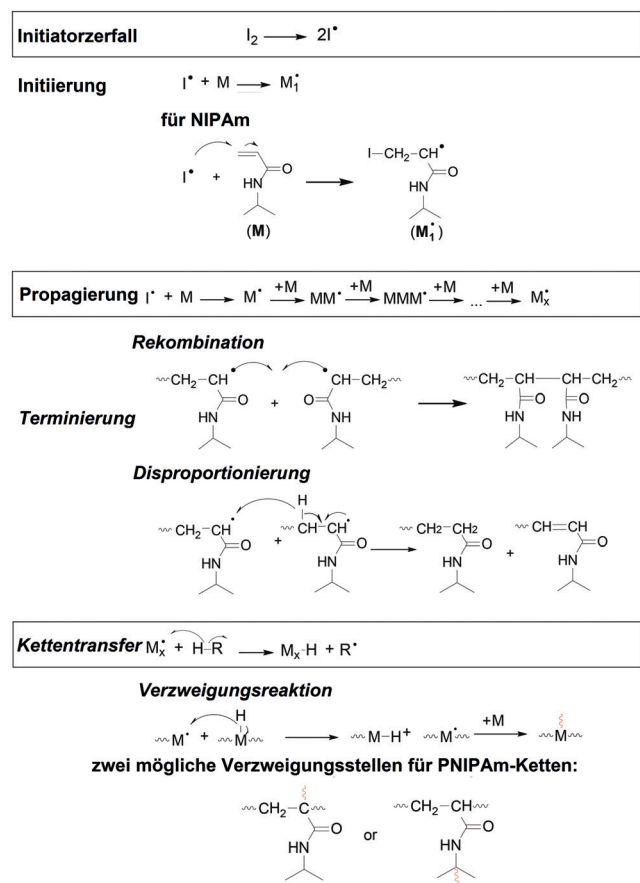 Initiatorzerfall I₂ ⟶ 2I•
Initiierung I• + M ⟶ M₁•
für NIPAm
I• + O HN (M) ⟶ I–CH₂–CH• O HN (M₁•)
Propagierung I• + M ⟶ M• +M⟶ MM• +M⟶ MMM• +M⟶ ... +M⟶ Mₓ•
Rekombination
CH₂–CH• O HN + •CH–CH₂ O NH ⟶ CH₂–CH–CH–CH₂ O O NH NH
Terminierung
Disproportionierung
CH₂–CH• O HN + H CH–CH• O HN ⟶ CH2–CH2 O HN + CH=CH O HN
Kettentransfer Mₓ• + H–R ⟶ Mₓ-H + R•
Verzweigungsreaktion
M• + H M ⟶ M–H+ M• +M⟶ M
zwei mögliche Verzweigungsstellen für PNIPAm-Ketten:
CH₂–C O HN or CH₂–CH O HN